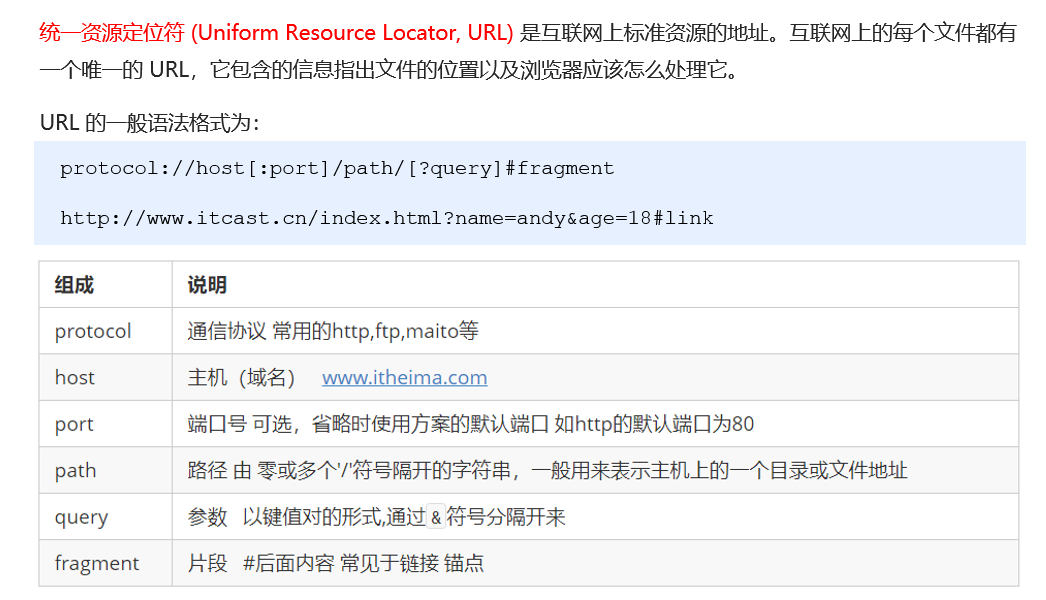 统一资源定位符 (Uniform Resource Locator, URL) 是互联网上标准资源的地址。互联网上的每个文件都有
一个唯一的 URL，它包含的信息指出文件的位置以及浏览器应该怎么处理它。
URL 的一般语法格式为：
protocol://host[:port]/path/[?query]#fragment
http://www.itcast.cn/index.html?name=andy&age=18#link
组成 说明
protocol 通信协议 常用的http,ftp,maito等
host 主机（域名） www.itheima.com
port 端口号 可选，省略时使用方案的默认端口 如http的默认端口为80
path 路径 由 零或多个'/'符号隔开的字符串，一般用来表示主机上的一个目录或文件地址
query 参数 以键值对的形式,通过&符号分隔开来
fragment 片段 #后面内容 常见于链接 锚点